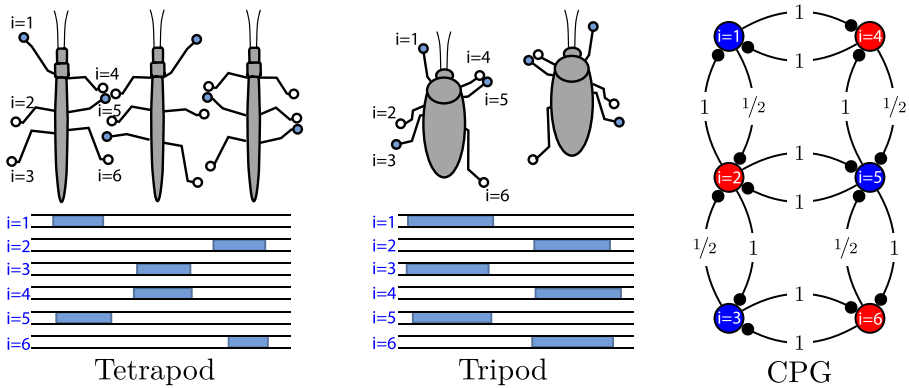 i=1
i=4
i=2
i=5
i=3
i=6
i=1
i=2
i=3
i=4
i=5
i=6
Tetrapod
i=1
i=4
i=5
i=2
i=3
i=6
i=1
i=2
i=3
i=4
i=5
i=6
Tripod
1
i=1 i=4
1
1 1/2 1 1/2
1
i=2 i=5
1
1/2 1 1/2 1
1
i=3 i=6
1
CPG